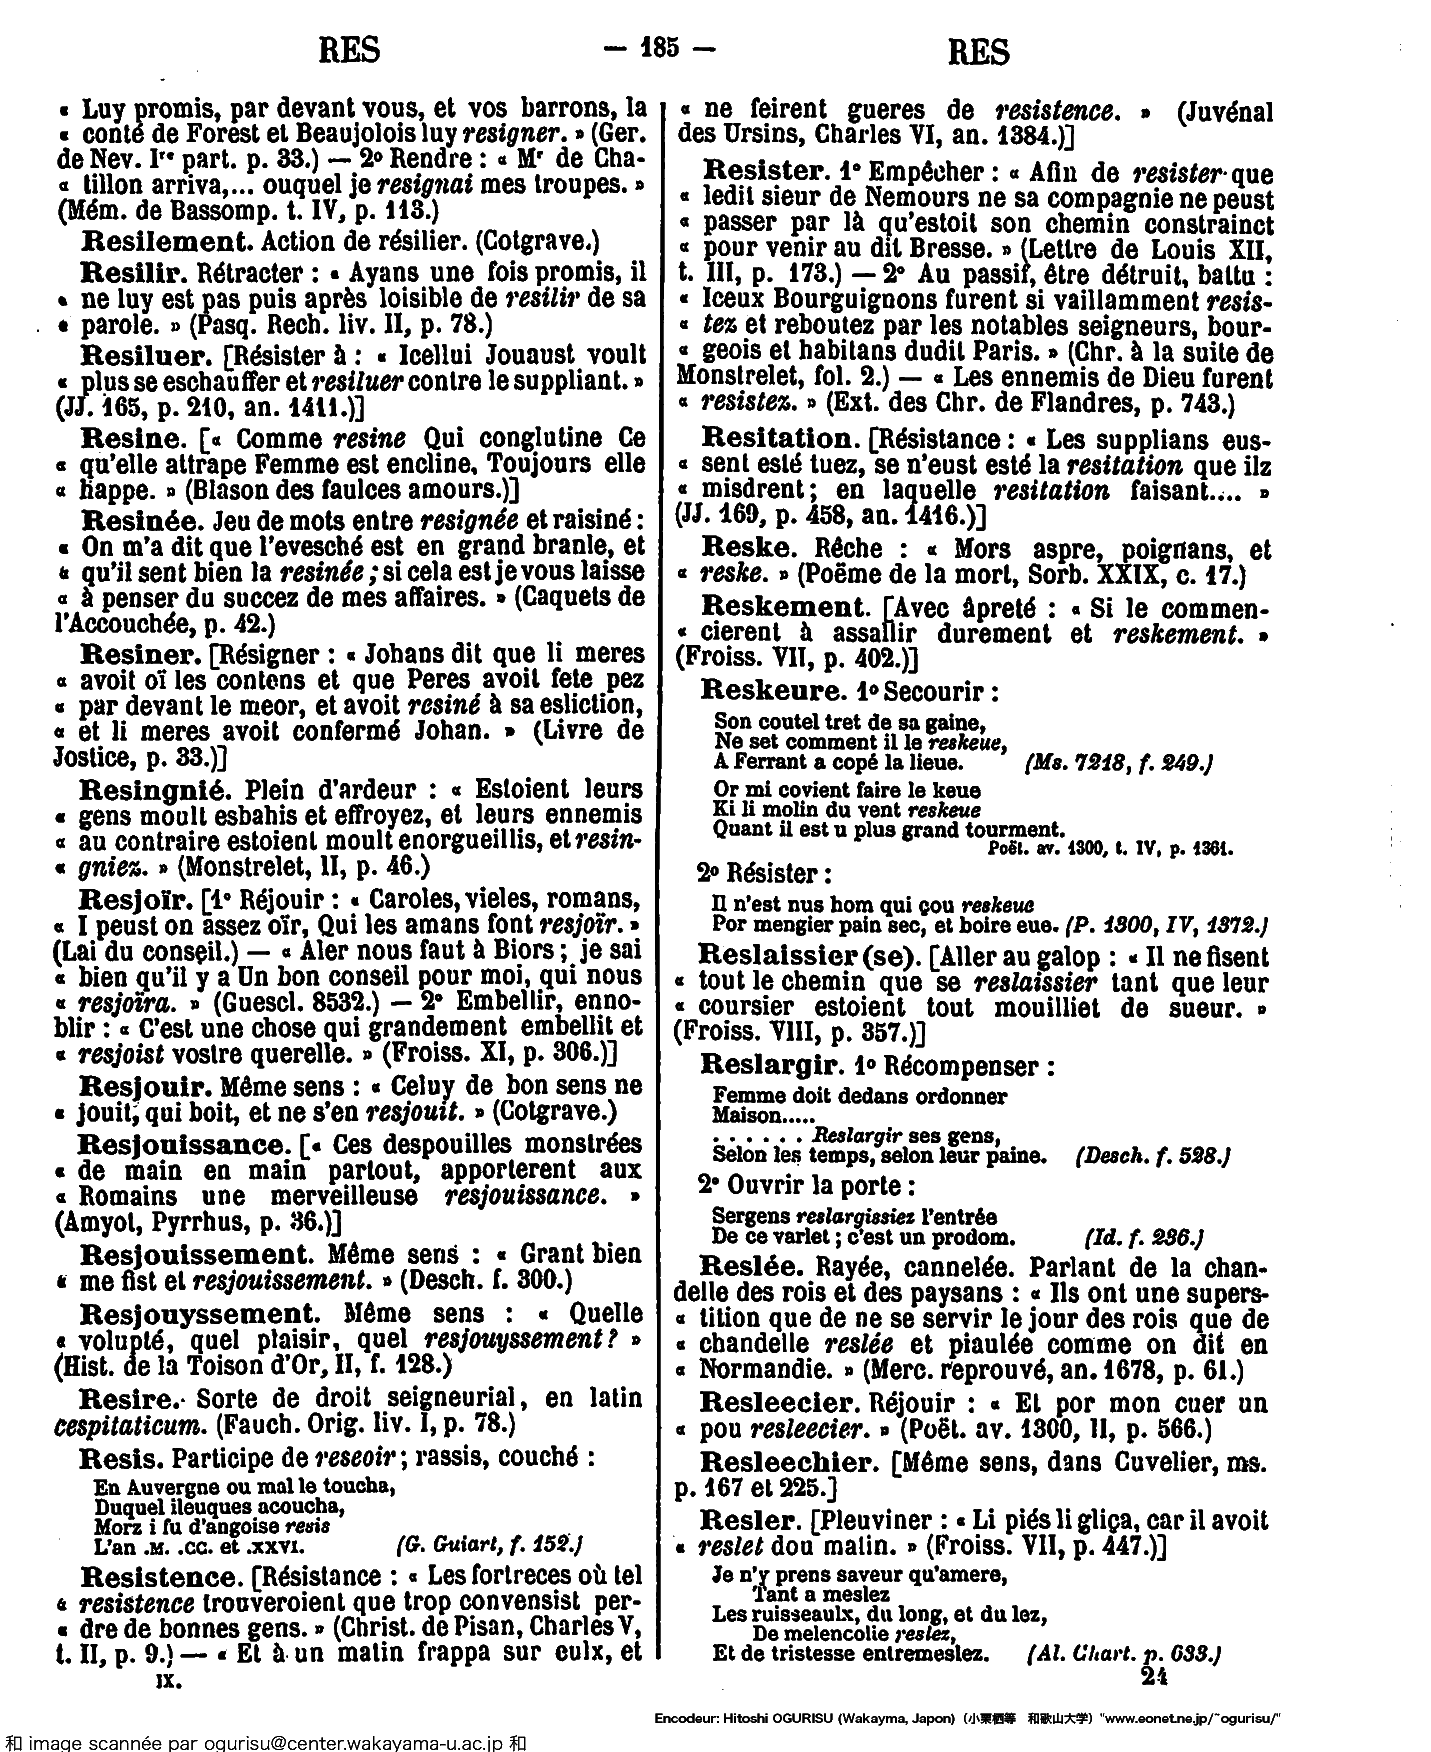 RES — 185 — RES
« Luy promis, par devant vous, et vos barrons, la
« conté de Forest et Beaujolois luy resigner. » (Ger.
de Nev. Iʳᵉ part. p. 33.) — 2º Rendre : « Mʳ de Cha-
« tillon arriva,... ouquel je resignai mes troupes. »
(Mém. de Bassomp. t. IV, p. 113.)
Resilement. Action de résilier. (Cotgrave.)
Resilir. Rétracter : « Ayans une fois promis, il
« ne luy est pas puis après loisible de resilir de sa
« parole. » (Pasq. Rech. liv. II, p. 78.)
Resiluer. [Résister à : « Icellui Jouaust voult
« plus se eschauffer et resiluer contre le suppliant. »
(JJ. 165, p. 210, an. 1411.)]
Resine. [« Comme resine Qui conglutine Ce
« qu'elle attrape Femme est encline, Toujours elle
« happe. » (Blason des faulces amours.)]
Resinée. Jeu de mots entre resignée et raisiné :
« On m'a dit que l'evesché est en grand branle, et
« qu'il sent bien la resinée ; si cela est je vous laisse
« à penser du succez de mes affaires. » (Caquets de
l'Accouchée, p. 42.)
Resiner. [Résigner : « Johans dit que li meres
« avoit oï les contens et que Peres avoit fete pez
« par devant le meor, et avoit resiné à sa esliction,
« et li meres avoit confermé Johan. » (Livre de
Jostice, p. 33.)]
Resingnié. Plein d'ardeur : « Estoient leurs
« gens moult esbahis et effroyez, et leurs ennemis
« au contraire estoient moult enorgueillis, et resin-
« gniez. » (Monstrelet, II, p. 46.)
Resjoïr. [1º Réjouir : « Caroles, vieles, romans,
« I peust on assez oïr, Qui les amans font resjoïr. »
(Lai du conseil.) — « Aler nous faut à Biors ; je sai
« bien qu'il y a Un bon conseil pour moi, qui nous
« resjoïra. » (Guescl. 8532.) — 2º Embellir, enno-
blir : « C'est une chose qui grandement embellit et
« resjoist vostre querelle. » (Froiss. XI, p. 306.)]
Resjouir. Même sens : « Celuy de bon sens ne
« jouit, qui boit, et ne s'en resjouit. » (Cotgrave.)
Resjouissance. [« Ces despouilles monstrées
« de main en main partout, apporterent aux
« Romains une merveilleuse resjouissance. »
(Amyot, Pyrrhus, p. 36.)]
Resjouissement. Même sens : « Grant bien
« me fist et resjouissement. » (Desch. f. 300.)
Resjouyssement. Même sens : « Quelle
« volupté, quel plaisir, quel resjouyssement ? »
(Hist. de la Toison d'Or, II, f. 128.)
Resire. Sorte de droit seigneurial, en latin
cespitaticum. (Fauch. Orig. liv. I, p. 78.)
Resis. Participe de reseoir ; rassis, couché :
En Auvergne ou mal le toucha,
Duquel ileuques acoucha,
Morz i fu d'angoise resis
L'an .M. .CC. et .XXVI. (G. Guiart, f. 152.)
Resistence. [Résistance : « Les fortreces où tel
« resistence trouveroient que trop convensist per-
« dre de bonnes gens. » (Christ. de Pisan, Charles V,
t. II, p. 9.) — « Et à un matin frappa sur eulx, et
IX.
« ne feirent gueres de resistence. » (Juvénal
des Ursins, Charles VI, an. 1384.)]
Resister. 1º Empêcher : « Afin de resister que
« ledit sieur de Nemours ne sa compagnie ne peust
« passer par là qu'estoit son chemin constrainct
« pour venir au dit Bresse. » (Lettre de Louis XII,
t. III, p. 173.) — 2º Au passif, être détruit, battu :
« Iceux Bourguignons furent si vaillamment resis-
« tez et reboutez par les notables seigneurs, bour-
« geois et habitans dudit Paris. » (Chr. à la suite de
Monstrelet, fol. 2.) — « Les ennemis de Dieu furent
« resistez. » (Ext. des Chr. de Flandres, p. 743.)
Resitation. [Résistance : « Les supplians eus-
« sent esté tuez, se n'eust esté la resitation que ilz
« misdrent ; en laquelle resitation faisant.... »
(JJ. 169, p. 458, an. 1416.)]
Reske. Rêche : « Mors aspre, poignans, et
« reske. » (Poëme de la mort, Sorb. XXIX, c. 17.)
Reskement. [Avec âpreté : « Si le commen-
« cierent à assallir durement et reskement. »
(Froiss. VII, p. 402.)]
Reskeure. 1º Secourir :
Son coutel tret de sa gaine,
Ne set comment il le reskeue,
A Ferrant a copé la lieue. (Ms. 7218, f. 249.)
Or mi covient faire le keue
Ki li molin du vent reskeue
Quant il est u plus grand tourment.
Poët. av. 1300, t. IV, p. 1361.
2º Résister :
Il n'est nus hom qui çou reskeue
Por mengier pain sec, et boire eue. (P. 1300, IV, 1372.)
Reslaissier (se). [Aller au galop : « Il ne fisent
« tout le chemin que se reslaissier tant que leur
« coursier estoient tout mouilliet de sueur. »
(Froiss. VIII, p. 357.)]
Reslargir. 1º Récompenser :
Femme doit dedans ordonner
Maison.....
. . . . . . Reslargir ses gens,
Selon les temps, selon leur paine. (Desch. f. 528.)
2º Ouvrir la porte :
Sergens reslargissiez l'entrée
De ce varlet ; c'est un prodom. (Id. f. 236.)
Reslée. Rayée, cannelée. Parlant de la chan-
delle des rois et des paysans : « Ils ont une supers-
« tition que de ne se servir le jour des rois que de
« chandelle reslée et piaulée comme on dit en
« Normandie. » (Merc. reprouvé, an. 1678, p. 61.)
Resleecier. Réjouir : « Et por mon cuer un
« pou resleecier. » (Poët. av. 1300, II, p. 566.)
Resleechier. [Même sens, dans Cuvelier, ms.
p. 167 et 225.]
Resler. [Pleuviner : « Li piés li gliça, car il avoit
« reslet dou matin. » (Froiss. VII, p. 447.)]
Je n'y prens saveur qu'amere,
Tant a meslez
Les ruisseaulx, du long, et du lez,
De melencolie reslez,
Et de tristesse entremeslez. (Al. Chart. p. 633.)
24
Encodeur: Hitoshi OGURISU (Wakayma, Japon) (小栗栖等 和歌山大学) "www.eonet.ne.jp/~ogurisu/"
和 image scannée par ogurisu@center.wakayama-u.ac.jp 和